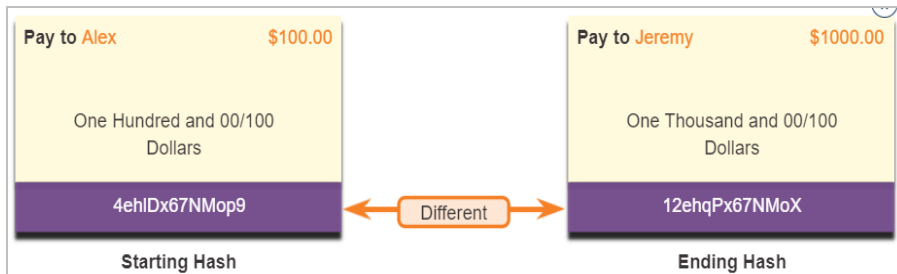 Pay to Alex $100.00
One Hundred and 00/100
Dollars
4ehlDx67NMop9
Starting Hash
Different
Pay to Jeremy $1000.00
One Thousand and 00/100
Dollars
12ehqPx67NMoX
Ending Hash